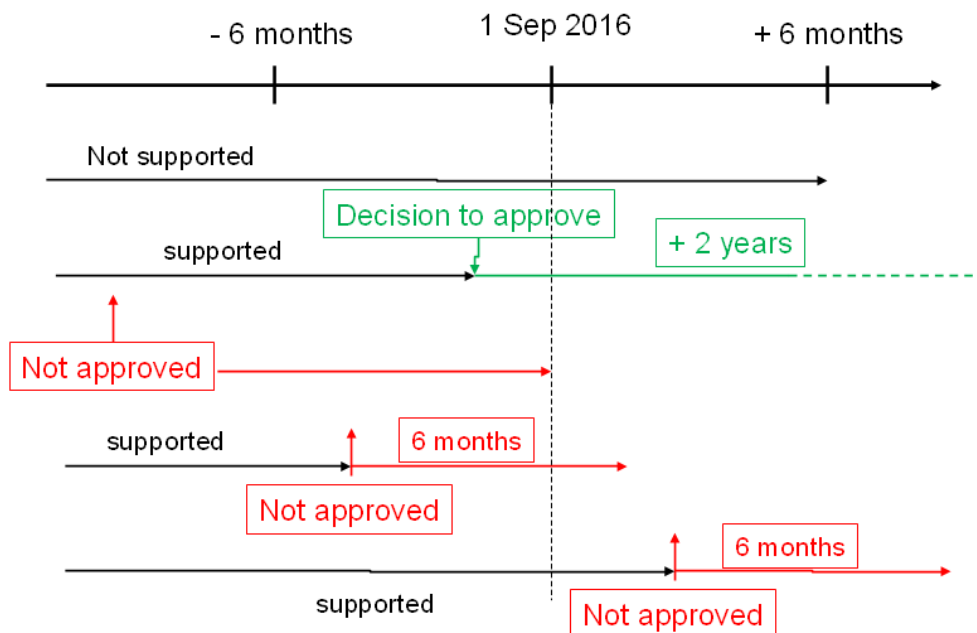 - 6 months
1 Sep 2016
+ 6 months
Not supported
Decision to approve
supported
+ 2 years
Not approved
supported
6 months
Not approved
6 months
supported
Not approved